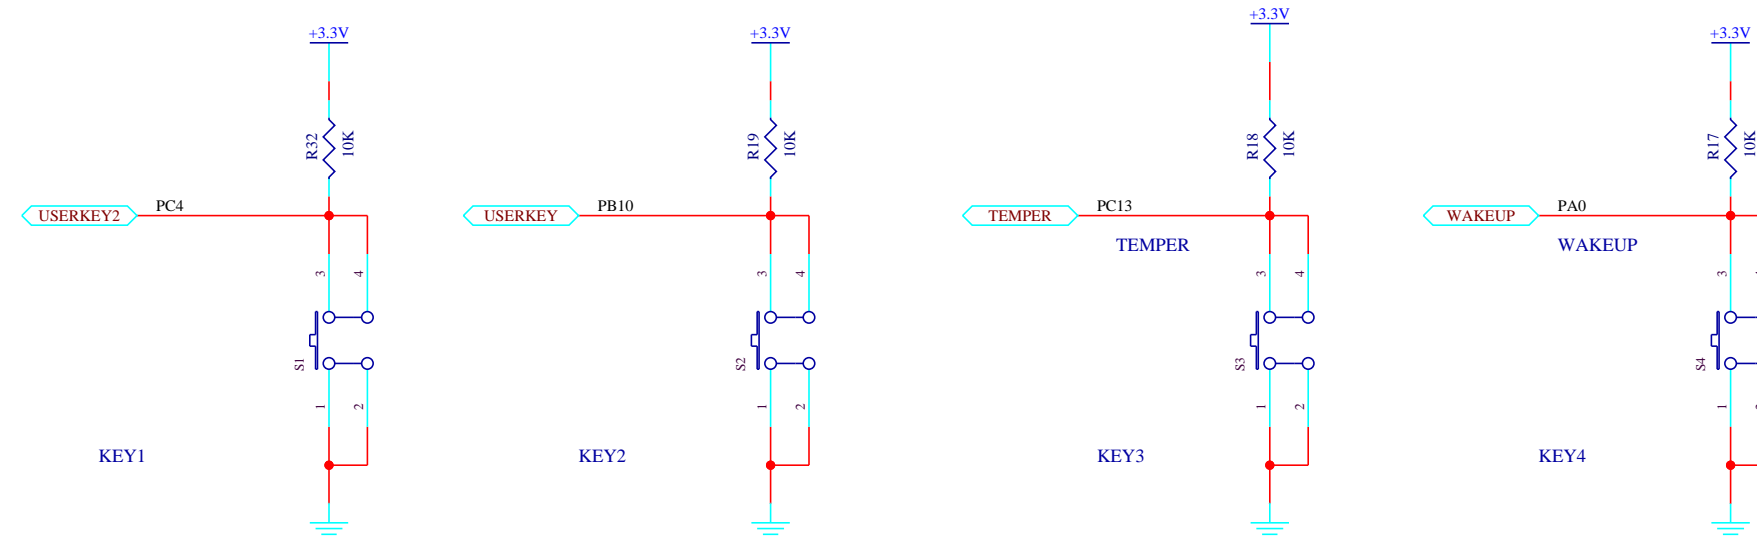 +3.3V
+3.3V
+3.3V
+3.3V
R32
10K
R19
10K
R18
10K
R17
10K
USERKEY2
PC4
USERKEY
PB10
TEMPER
PC13
WAKEUP
PA0
TEMPER
WAKEUP
3
4
3
4
3
4
3
S1
S2
S3
S4
1
2
1
2
1
2
1
KEY1
KEY2
KEY3
KEY4